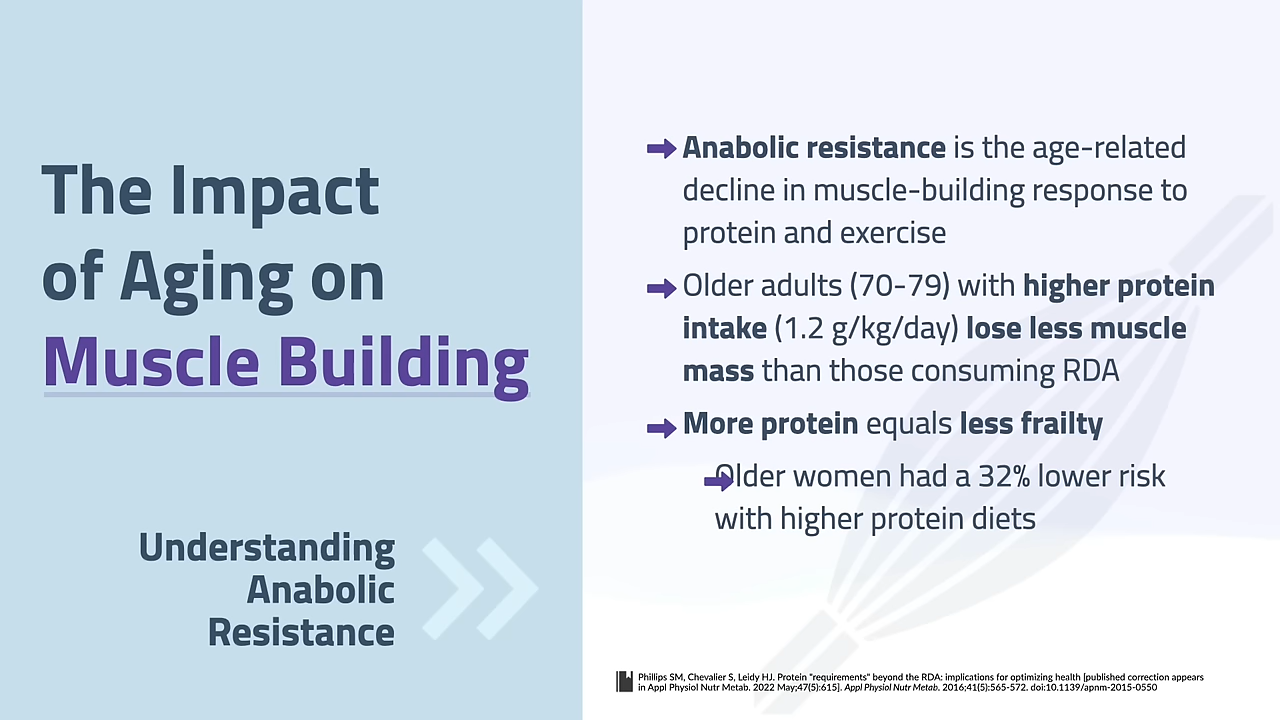 The Impact
of Aging on
Muscle Building
Understanding
Anabolic
Resistance
Anabolic resistance is the age-related
decline in muscle-building response to
protein and exercise
Older adults (70-79) with higher protein
intake (1.2 g/kg/day) lose less muscle
mass than those consuming RDA
More protein equals less frailty
Older women had a 32% lower risk
with higher protein diets
Phillips SM, Chevalier S, Leidy HJ. Protein "requirements" beyond the RDA: implications for optimizing health [published correction appears
in Appl Physiol Nutr Metab. 2022 May;47(5):615]. Appl Physiol Nutr Metab. 2016;41(5):565-572. doi:10.1139/apnm-2015-0550